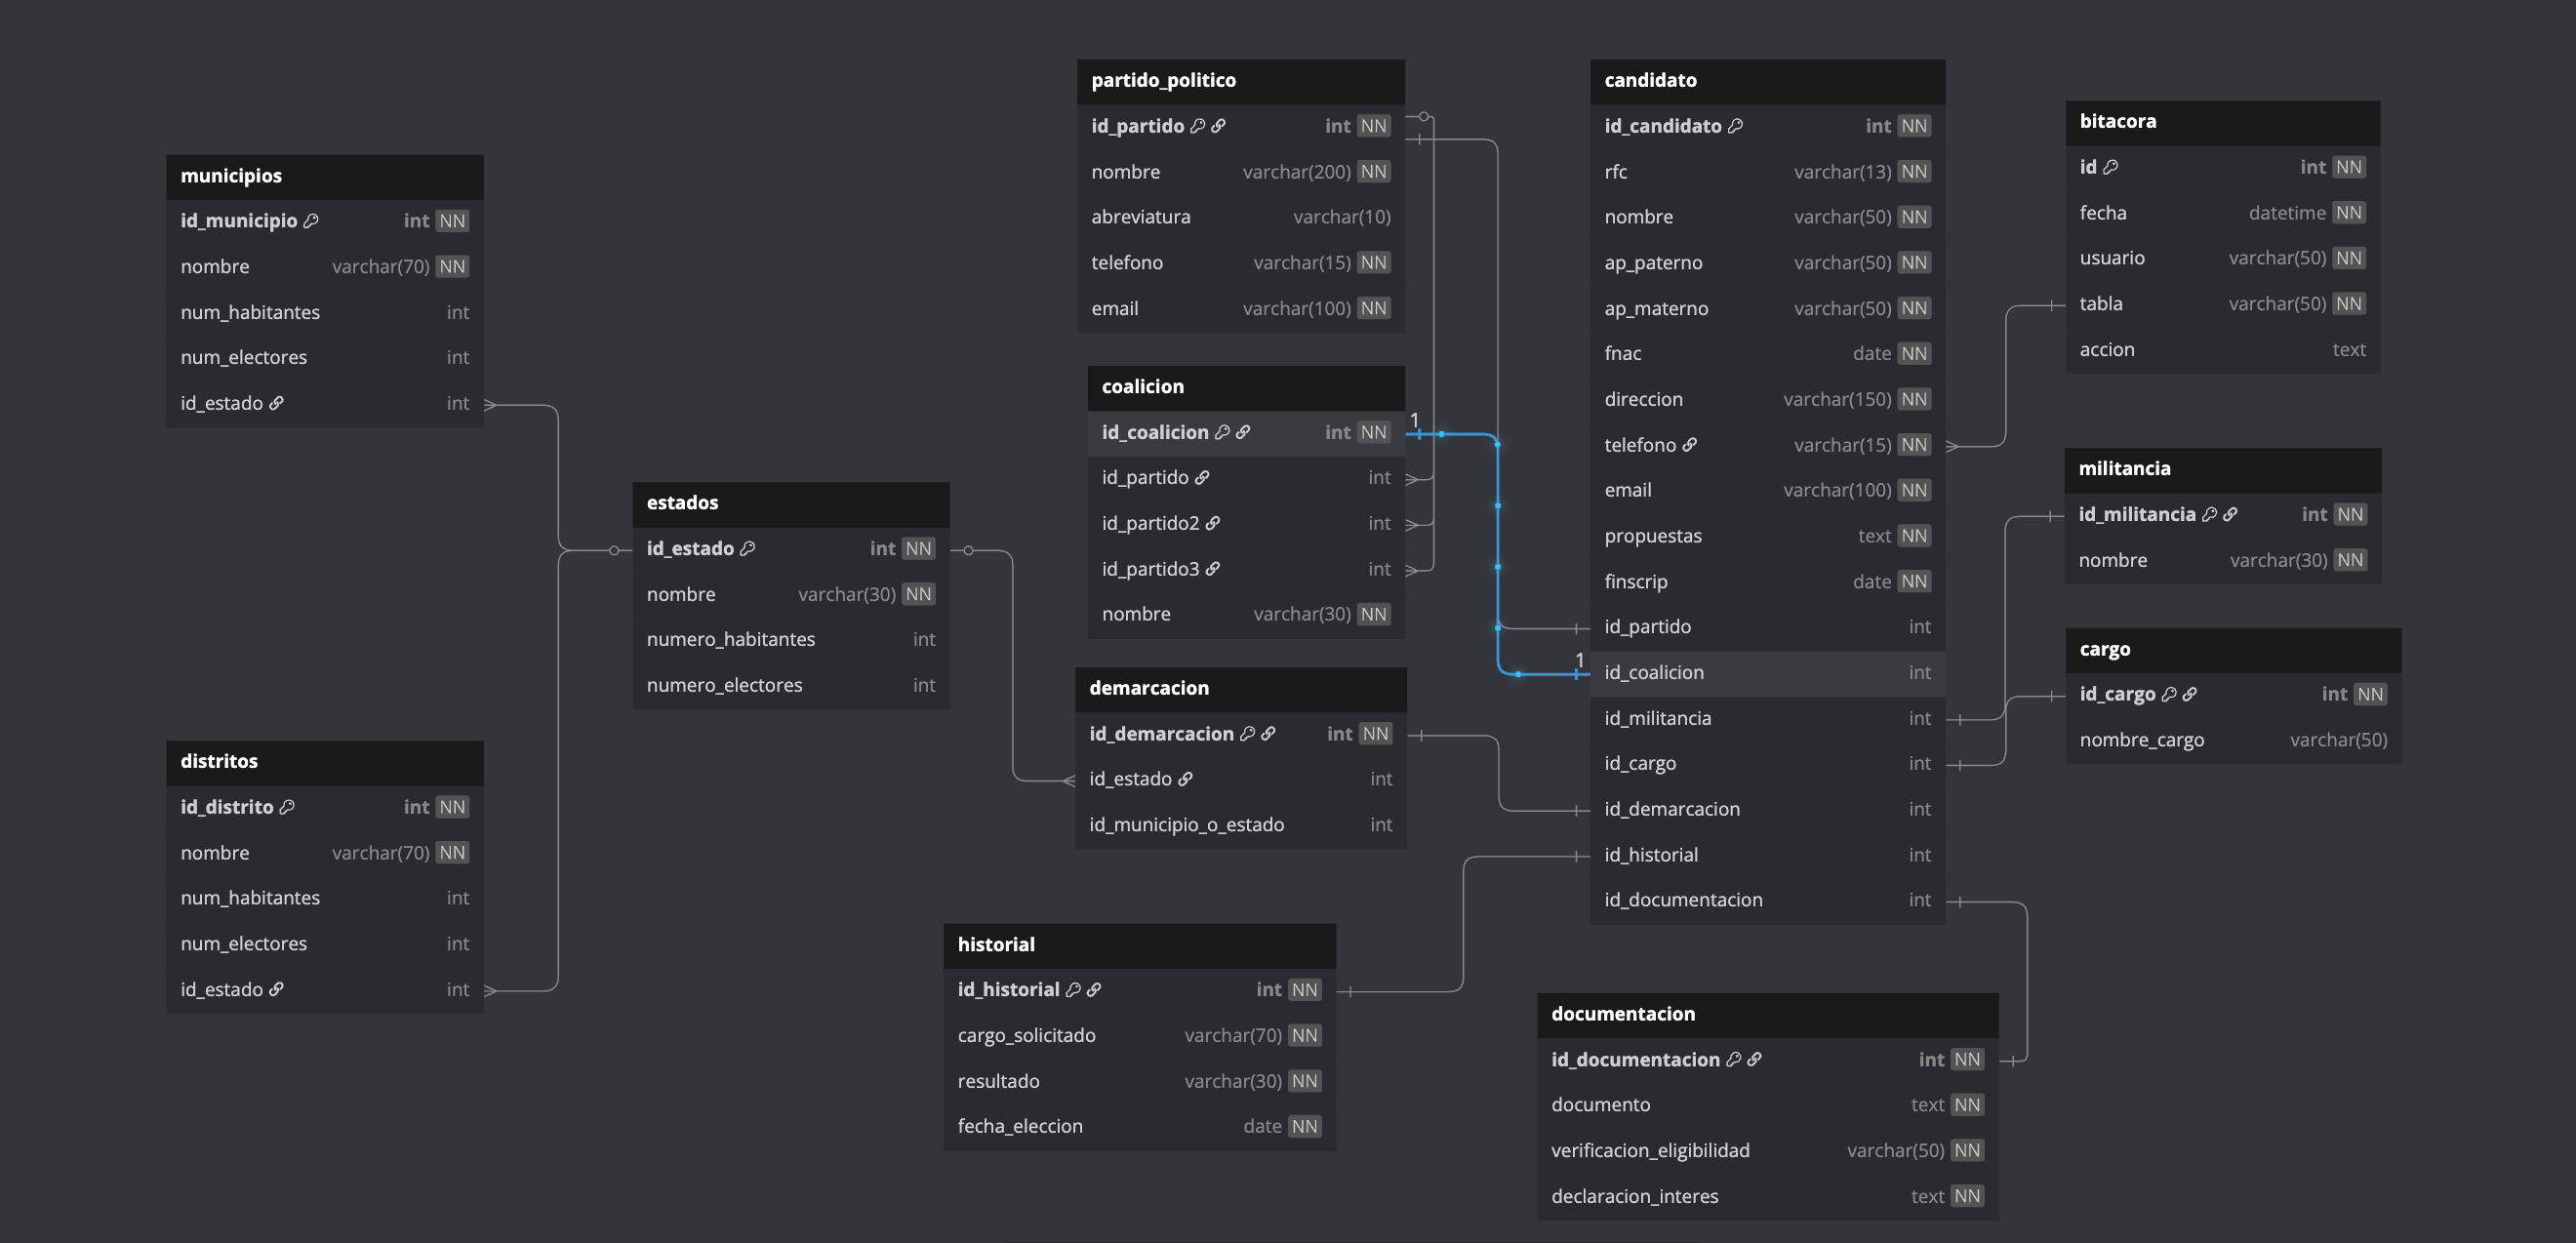 municipios
id_municipio int NN
nombre varchar(70) NN
num_habitantes int
num_electores int
id_estado int
distritos
id_distrito int NN
nombre varchar(70) NN
num_habitantes int
num_electores int
id_estado int
estados
id_estado int NN
nombre varchar(30) NN
numero_habitantes int
numero_electores int
partido_politico
id_partido int NN
nombre varchar(200) NN
abreviatura varchar(10)
telefono varchar(15) NN
email varchar(100) NN
coalicion
id_coalicion int NN
id_partido int
id_partido2 int
id_partido3 int
nombre varchar(30) NN
1
1
demarcacion
id_demarcacion int NN
id_estado int
id_municipio_o_estado int
historial
id_historial int NN
cargo_solicitado varchar(70) NN
resultado varchar(30) NN
fecha_eleccion date NN
candidato
id_candidato int NN
rfc varchar(13) NN
nombre varchar(50) NN
ap_paterno varchar(50) NN
ap_materno varchar(50) NN
fnac date NN
direccion varchar(150) NN
telefono varchar(15) NN
email varchar(100) NN
propuestas text NN
finscrip date NN
id_partido int
id_coalicion int
id_militancia int
id_cargo int
id_demarcacion int
id_historial int
id_documentacion int
documentacion
id_documentacion int NN
documento text NN
verificacion_eligibilidad varchar(50) NN
declaracion_interes text NN
bitacora
id int NN
fecha datetime NN
usuario varchar(50) NN
tabla varchar(50) NN
accion text
militancia
id_militancia int NN
nombre varchar(30) NN
cargo
id_cargo int NN
nombre_cargo varchar(50)